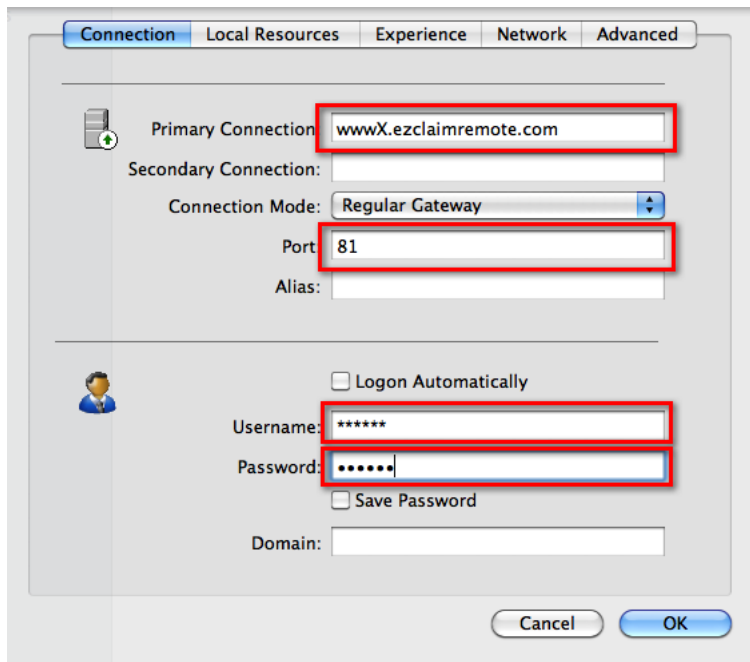 Connection Local Resources Experience Network Advanced
Primary Connection: wwwX.ezclaimremote.com
Secondary Connection:
Connection Mode: Regular Gateway
Port: 81
Alias:
Logon Automatically
Username: ******
Password: ••••••
Save Password
Domain:
Cancel OK